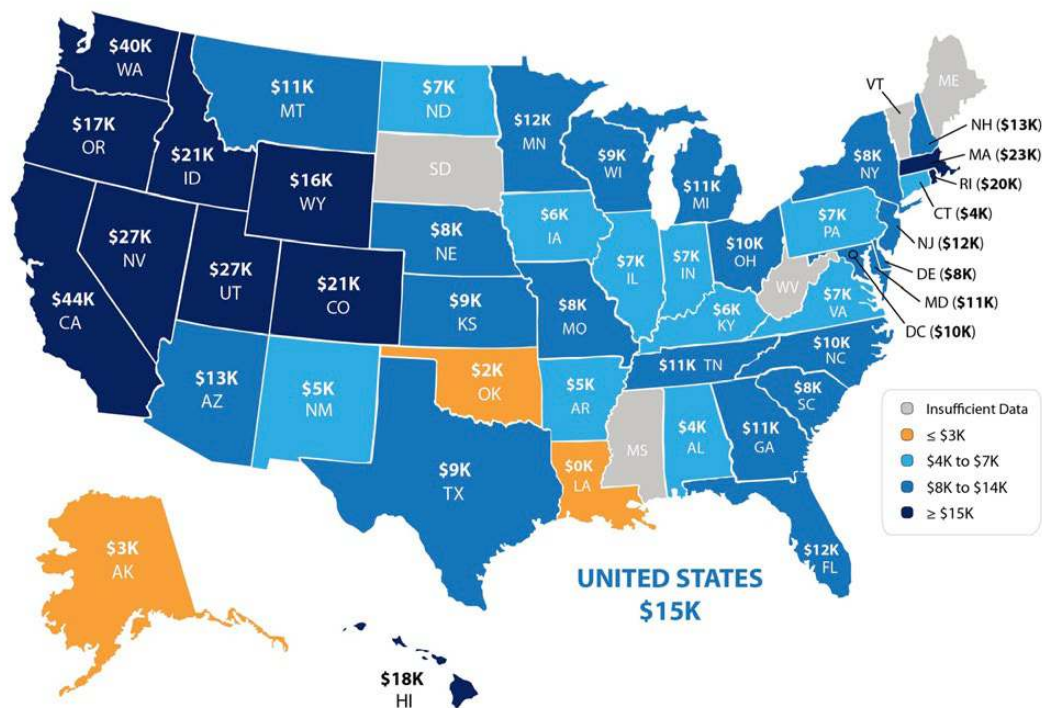 $40K
WA
$11K
MT
$7K
ND
$12K
MN
VT
ME
$17K
OR
$21K
ID
$16K
WY
SD
$9K
WI
$11K
MI
$8K
NY
NH ($13K)
MA ($23K)
RI ($20K)
CT ($4K)
NJ ($12K)
DE ($8K)
MD ($11K)
DC ($10K)
$27K
NV
$27K
UT
$21K
CO
$8K
NE
$6K
IA
$7K
IL
$7K
IN
$10K
OH
$7K
PA
WV
$7K
VA
$44K
CA
$9K
KS
$8K
MO
$6K
KY
$13K
AZ
$5K
NM
$2K
OK
$5K
AR
$11K TN
$10K
NC
$8K
SC
$9K
TX
$0K
LA
MS
$4K
AL
$11K
GA
$12K
FL
Insufficient Data
≤ $3K
$4K to $7K
$8K to $14K
≥ $15K
$3K
AK
$18K
HI
UNITED STATES
$15K